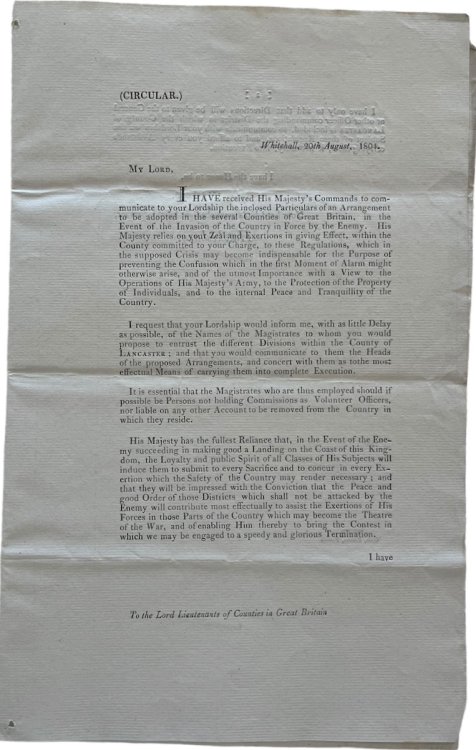 (CIRCULAR.)
Whitehall, 20th August, 1804.
MY LORD,
I HAVE received His Majesty's Commands to com-
municate to your Lordship the inclosed Particulars of an Arrangement
to be adopted in the several Counties of Great Britain, in the
Event of the Invasion of the Country in Force by the Enemy. His
Majesty relies on your Zeal and Exertions in giving Effect, within the
County committed to your Charge, to these Regulations, which in
the supposed Crisis may become indispensable for the Purpose of
preventing the Confusion which in the first Moment of Alarm might
otherwise arise, and of the utmost Importance with a View to the
Operations of His Majesty's Army, to the Protection of the Property
of Individuals, and to the internal Peace and Tranquillity of the
Country.
I request that your Lordship would inform me, with as little Delay
as possible, of the Names of the Magistrates to whom you would
propose to entrust the different Divisions within the County of
LANCASTER; and that you would communicate to them the Heads
of the proposed Arrangements, and concert with them as to the most
effectual Means of carrying them into complete Execution.
It is essential that the Magistrates who are thus employed should if
possible be Persons not holding Commissions as Volunteer Officers,
nor liable on any other Account to be removed from the Country in
which they reside.
His Majesty has the fullest Reliance that, in the Event of the Ene-
my succeeding in making good a Landing on the Coast of this King-
dom, the Loyalty and public Spirit of all Classes of His Subjects will
induce them to submit to every Sacrifice and to concur in every Ex-
ertion which the Safety of the Country may render necessary; and
that they will be impressed with the Conviction that the Peace and
good Order of those Districts which shall not be attacked by the
Enemy will contribute most effectually to assist the Exertions of His
Forces in those Parts of the Country which may become the Theatre
of the War, and of enabling Him thereby to bring the Contest in
which we may be engaged to a speedy and glorious Termination.
I have
To the Lord Lieutenants of Counties in Great Britain